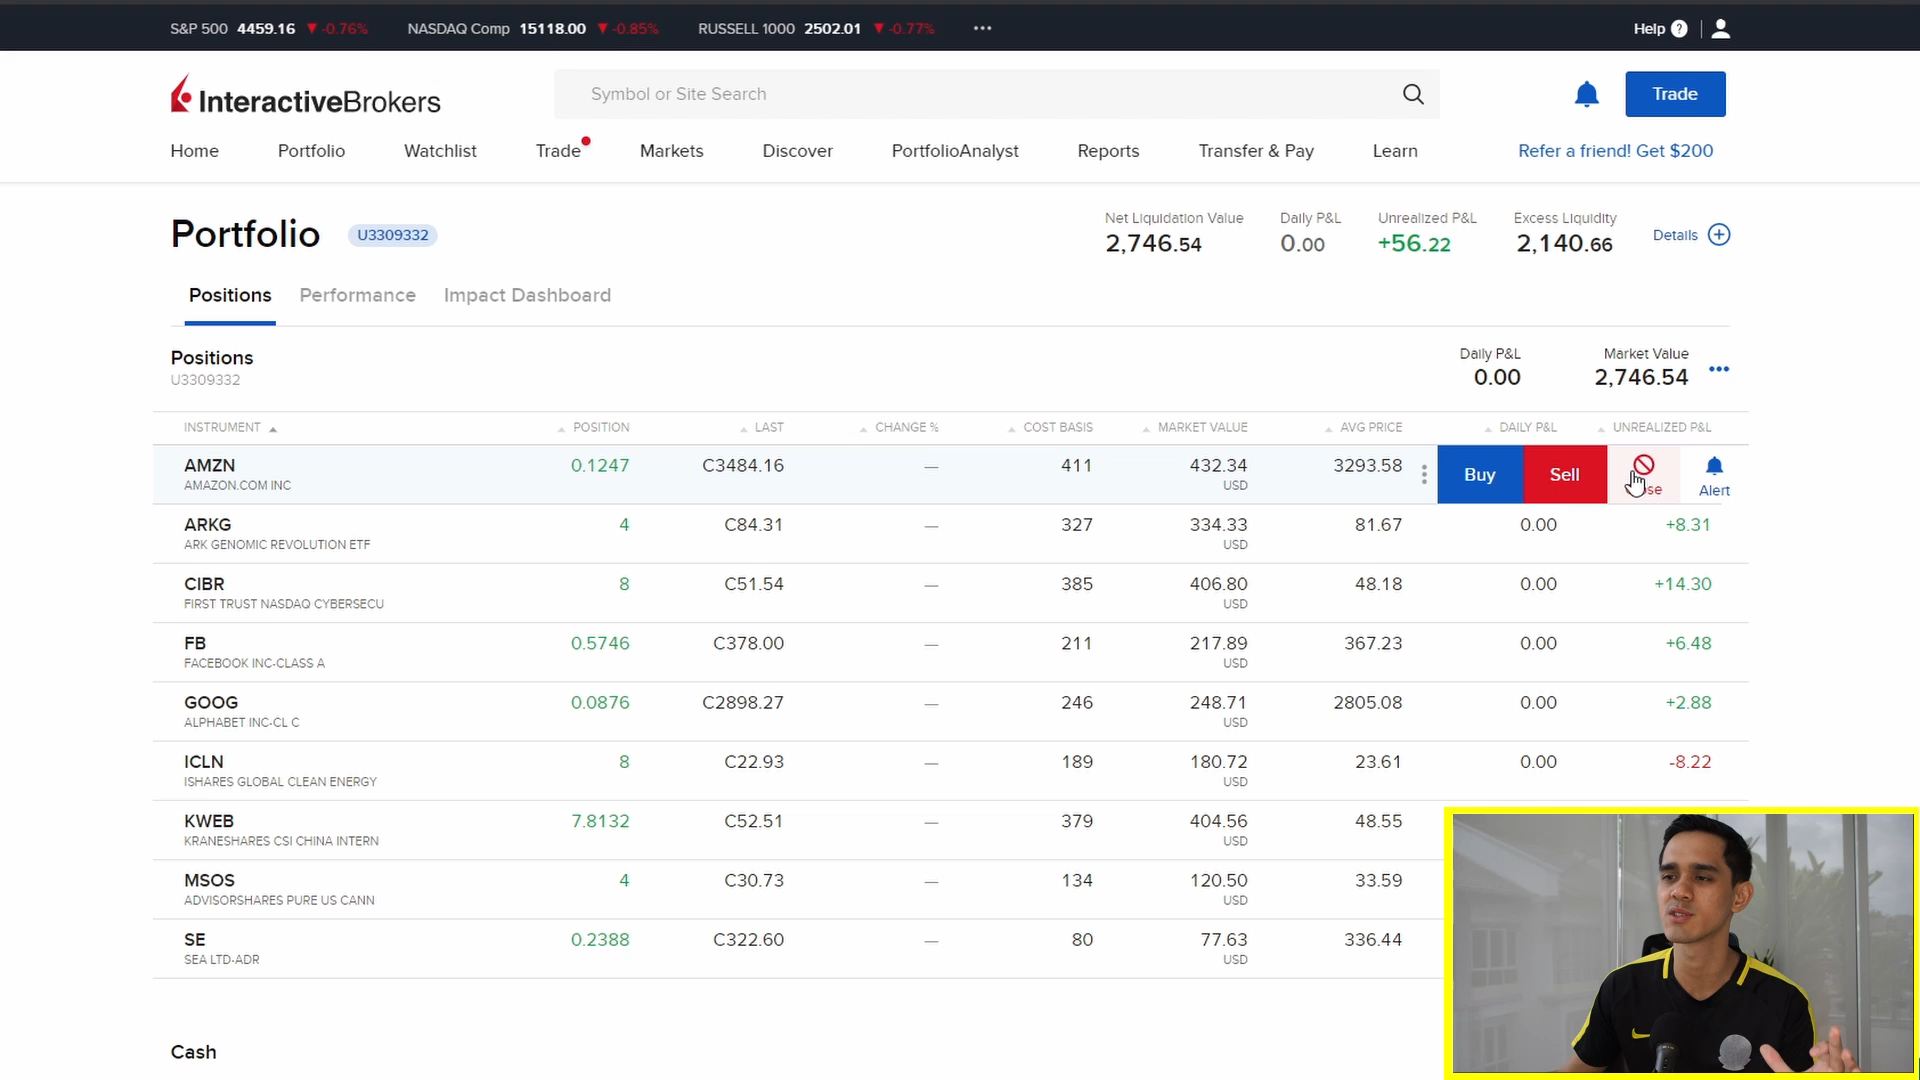 S&P 500 4459.16 ▼ -0.76% NASDAQ Comp 15118.00 ▼ -0.85% RUSSELL 1000 2502.01 ▼ -0.77% ••• Help ?
InteractiveBrokers Symbol or Site Search Trade
Home Portfolio Watchlist Trade Markets Discover PortfolioAnalyst Reports Transfer & Pay Learn Refer a friend! Get $200
Net Liquidation Value Daily P&L Unrealized P&L Excess Liquidity
Portfolio U3309332 2,746.54 0.00 +56.22 2,140.66 Details
Positions Performance Impact Dashboard
Positions Daily P&L Market Value
U3309332 0.00 2,746.54 •••
INSTRUMENT POSITION LAST CHANGE % COST BASIS MARKET VALUE AVG PRICE DAILY P&L UNREALIZED P&L
AMZN 0.1247 C3484.16 — 411 432.34 3293.58 Buy Sell
AMAZON.COM INC USD Alert
ARKG 4 C84.31 — 327 334.33 81.67 0.00 +8.31
ARK GENOMIC REVOLUTION ETF USD
CIBR 8 C51.54 — 385 406.80 48.18 0.00 +14.30
FIRST TRUST NASDAQ CYBERSECU USD
FB 0.5746 C378.00 — 211 217.89 367.23 0.00 +6.48
FACEBOOK INC-CLASS A USD
GOOG 0.0876 C2898.27 — 246 248.71 2805.08 0.00 +2.88
ALPHABET INC-CL C USD
ICLN 8 C22.93 — 189 180.72 23.61 0.00 -8.22
ISHARES GLOBAL CLEAN ENERGY USD
KWEB 7.8132 C52.51 — 379 404.56 48.55
KRANESHARES CSI CHINA INTERN USD
MSOS 4 C30.73 — 134 120.50 33.59
ADVISORSHARES PURE US CANN USD
SE 0.2388 C322.60 — 80 77.63 336.44
SEA LTD-ADR USD
Cash